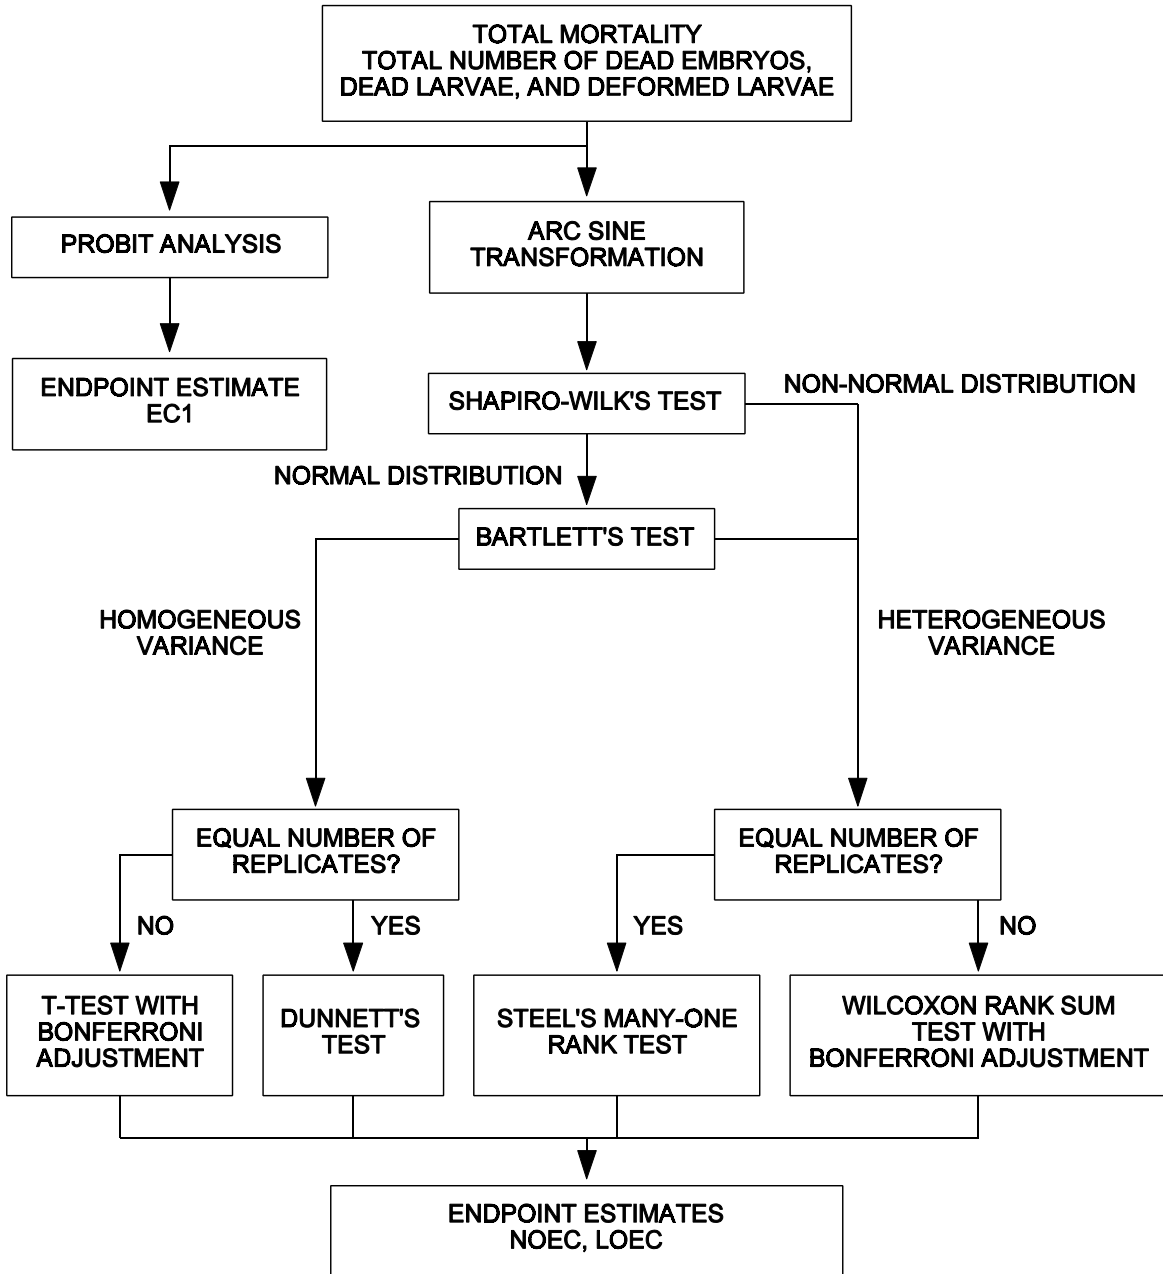 TOTAL MORTALITY
TOTAL NUMBER OF DEAD EMBRYOS,
DEAD LARVAE, AND DEFORMED LARVAE
PROBIT ANALYSIS
ARC SINE
TRANSFORMATION
ENDPOINT ESTIMATE
EC1
SHAPIRO-WILK'S TEST
NON-NORMAL DISTRIBUTION
NORMAL DISTRIBUTION
BARTLETT'S TEST
HOMOGENEOUS
VARIANCE
HETEROGENEOUS
VARIANCE
EQUAL NUMBER OF
REPLICATES?
EQUAL NUMBER OF
REPLICATES?
NO
YES
YES
NO
T-TEST WITH
BONFERRONI
ADJUSTMENT
DUNNETT'S
TEST
STEEL'S MANY-ONE
RANK TEST
WILCOXON RANK SUM
TEST WITH
BONFERRONI ADJUSTMENT
ENDPOINT ESTIMATES
NOEC, LOEC